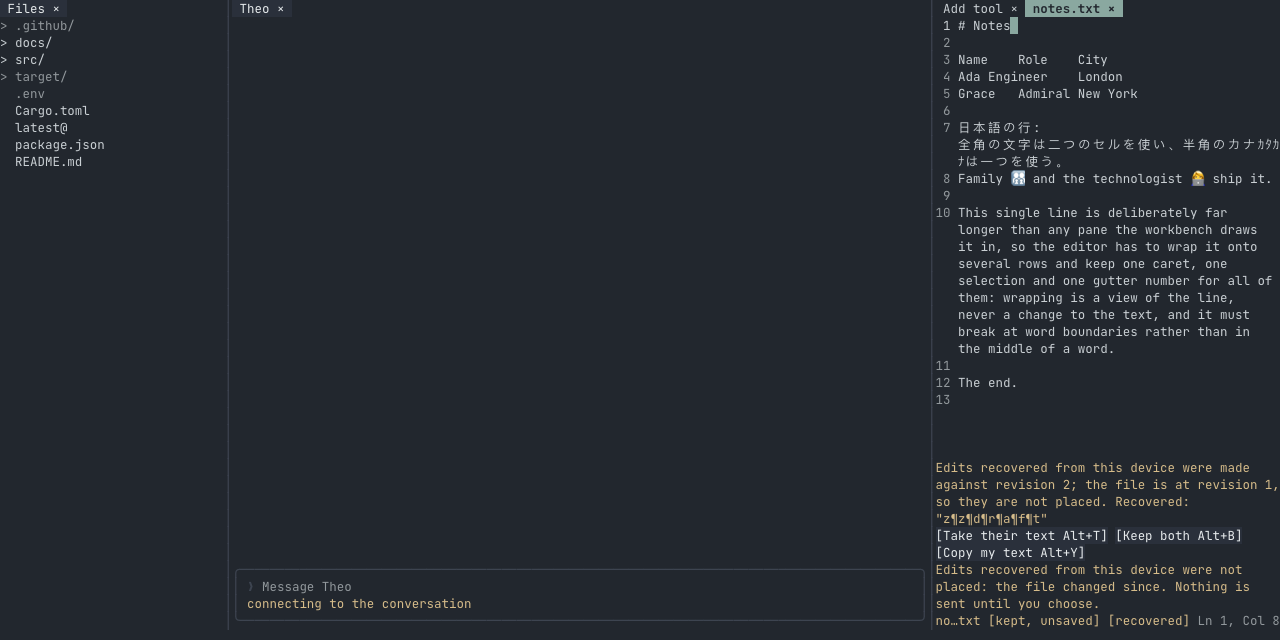 Files ×
> .github/
> docs/
> src/
> target/
.env
Cargo.toml
latest@
package.json
README.md
Theo ×
⟩ Message Theo
connecting to the conversation
Add tool × notes.txt ×
1 # Notes
2
3 Name    Role    City
4 Ada Engineer    London
5 Grace   Admiral New York
6
7 日本語の行:
全角の文字は二つのセルを使い、半角のカナｶﾀｶ
ﾅは一つを使う。
8 Family 👪 and the technologist 👩‍💻 ship it.
9
10 This single line is deliberately far
longer than any pane the workbench draws
it in, so the editor has to wrap it onto
several rows and keep one caret, one
selection and one gutter number for all of
them: wrapping is a view of the line,
never a change to the text, and it must
break at word boundaries rather than in
the middle of a word.
11
12 The end.
13
Edits recovered from this device were made
against revision 2; the file is at revision 1,
so they are not placed. Recovered:
"z¶z¶d¶r¶a¶f¶t"
[Take their text Alt+T] [Keep both Alt+B]
[Copy my text Alt+Y]
Edits recovered from this device were not
placed: the file changed since. Nothing is
sent until you choose.
no…txt [kept, unsaved] [recovered] Ln 1, Col 8